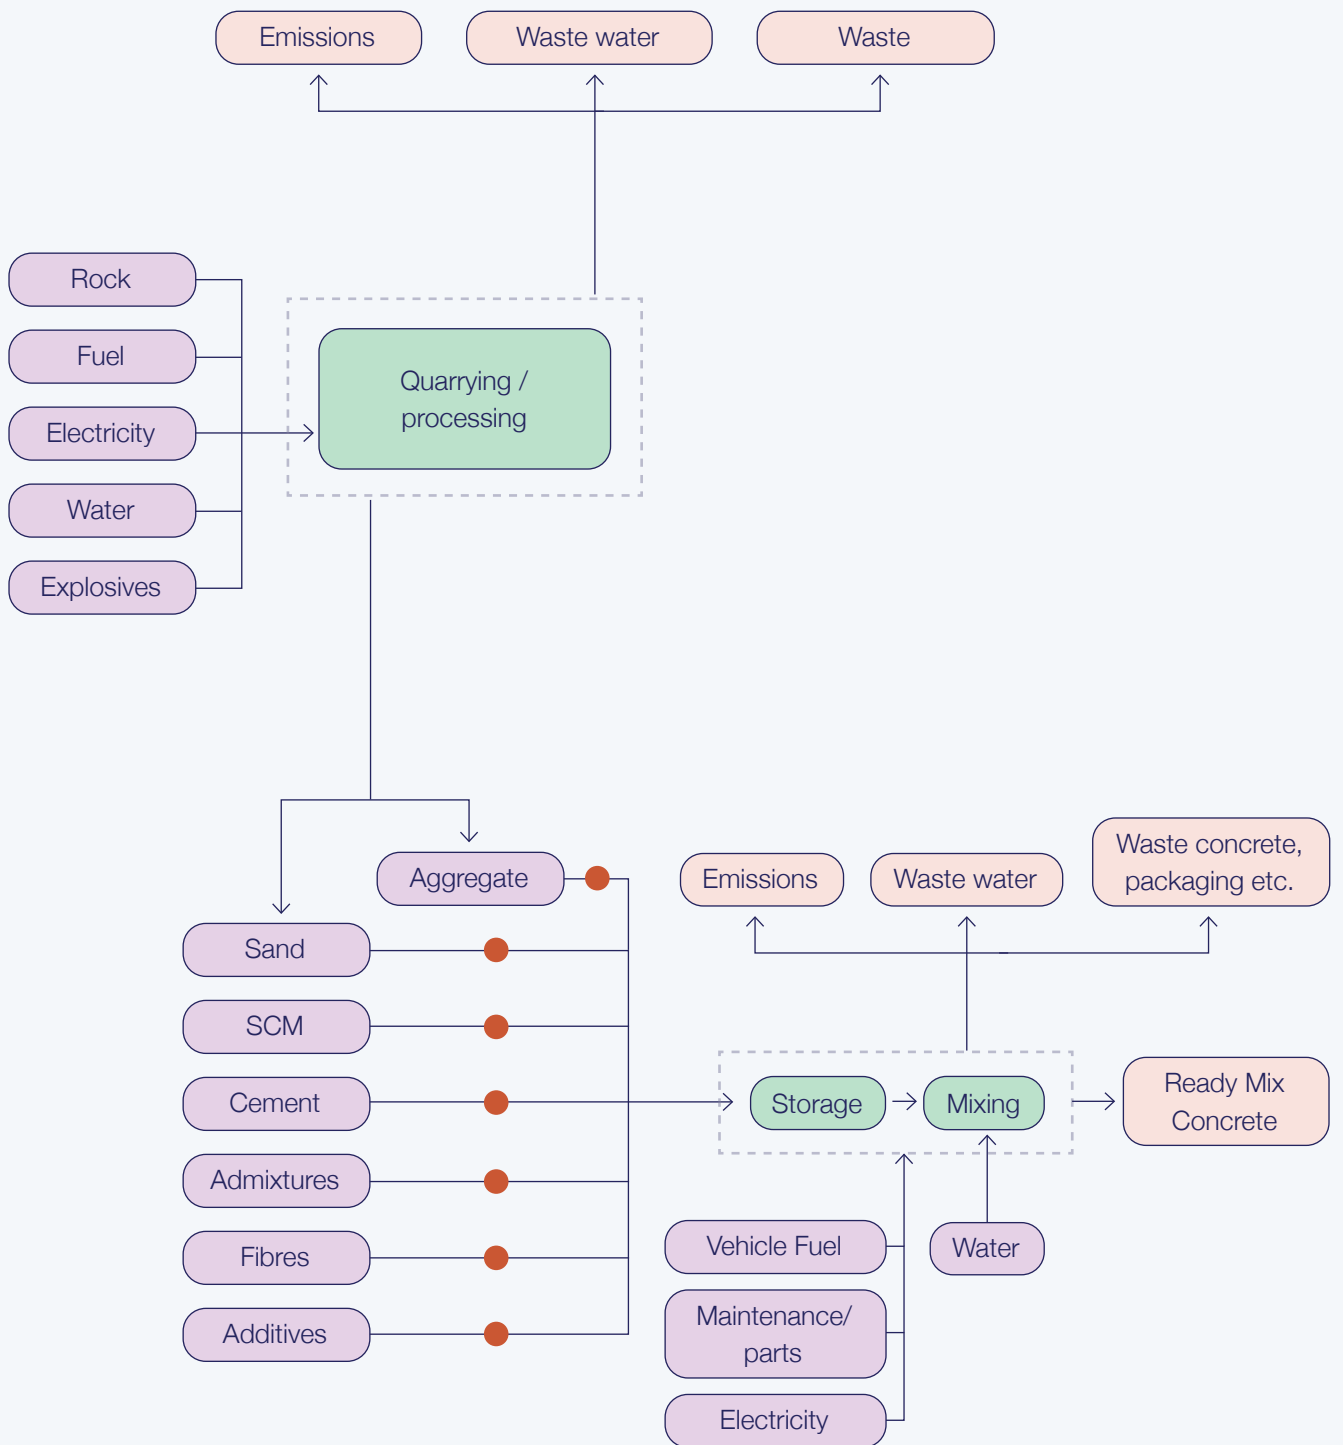 Emissions
Waste water
Waste
Rock
Fuel
Electricity
Water
Explosives
Quarrying /
processing
Aggregate
Sand
SCM
Cement
Admixtures
Fibres
Additives
Emissions
Waste water
Waste concrete,
packaging etc.
Storage
Mixing
Ready Mix
Concrete
Vehicle Fuel
Water
Maintenance/
parts
Electricity